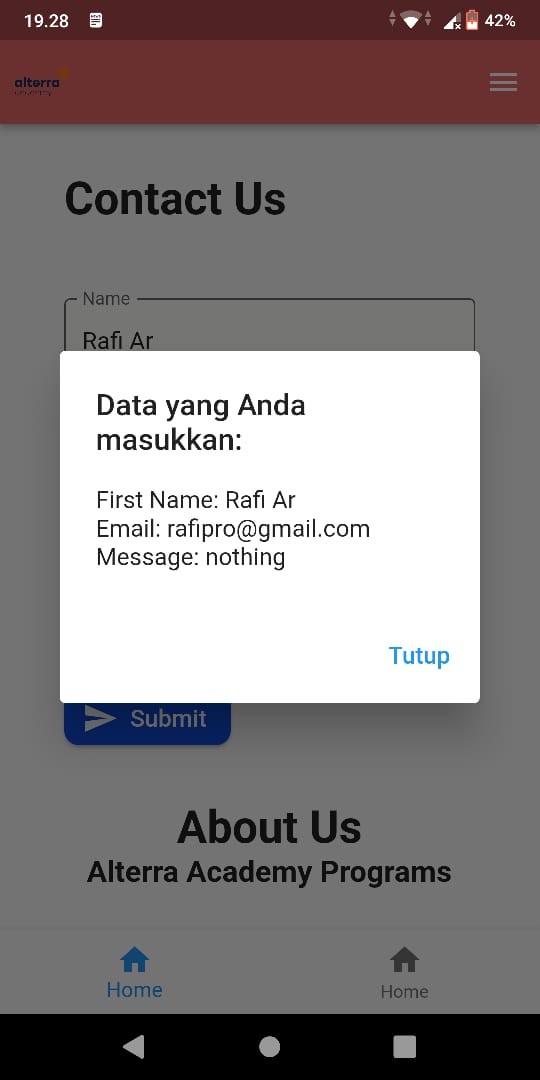 19.28
42%
alterra
Contact Us
Name
Rafi Ar
Data yang Anda
masukkan:
First Name: Rafi Ar
Email: rafipro@gmail.com
Message: nothing
Tutup
Submit
About Us
Alterra Academy Programs
Home
Home